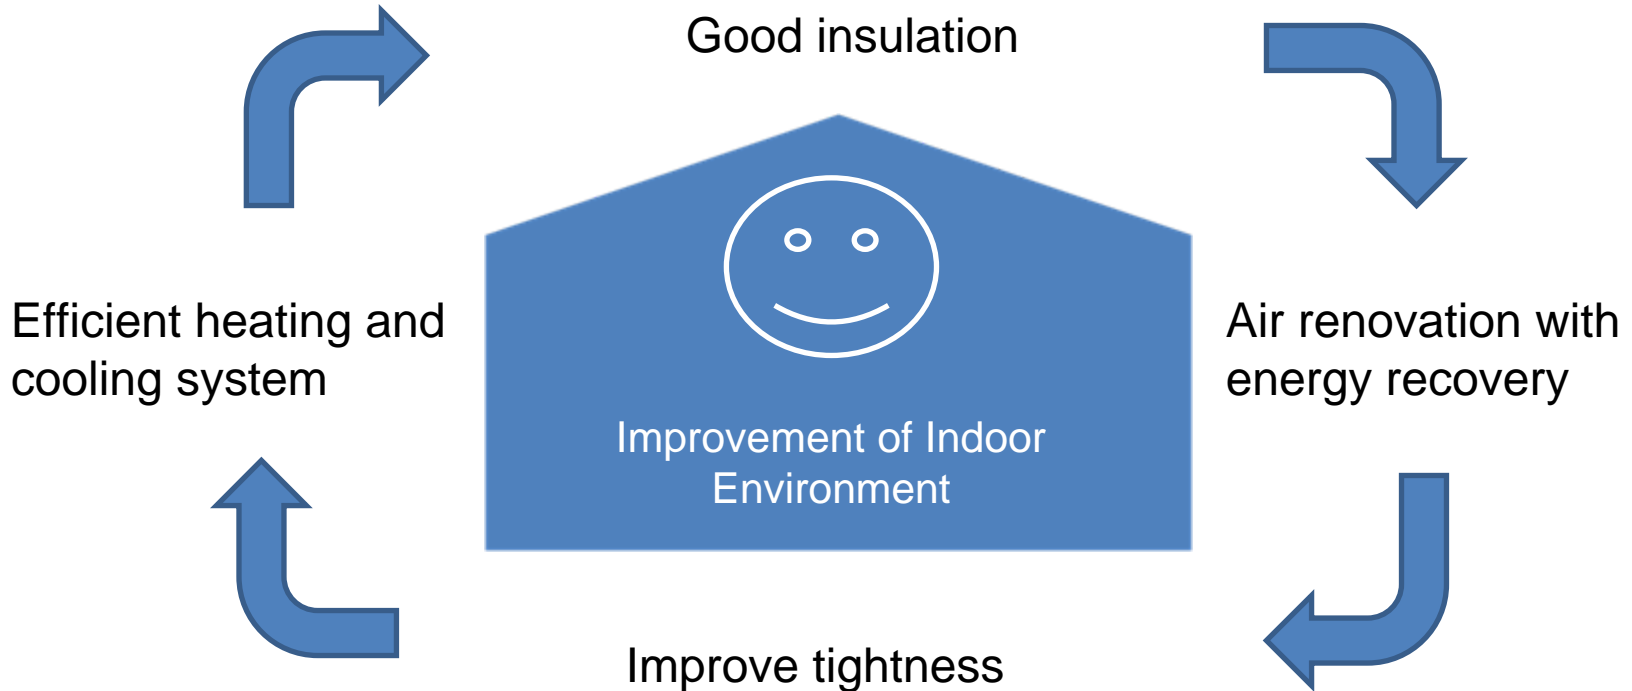 Good insulation
Efficient heating and
cooling system
Air renovation with
energy recovery
Improvement of Indoor
Environment
Improve tightness